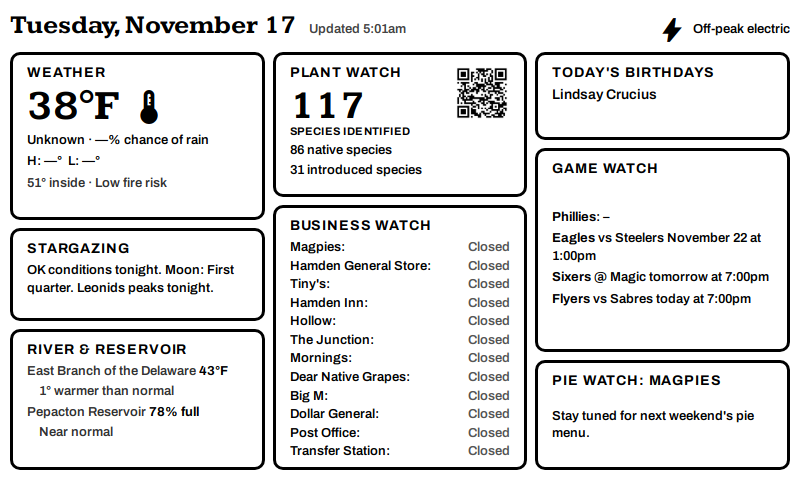 Tuesday, November 17 Updated 5:01am
Off-peak electric
WEATHER
38°F
Unknown · —% chance of rain
H: —° L: —°
51° inside · Low fire risk
STARGAZING
OK conditions tonight. Moon: First
quarter. Leonids peaks tonight.
RIVER & RESERVOIR
East Branch of the Delaware 43°F
1° warmer than normal
Pepacton Reservoir 78% full
Near normal
PLANT WATCH
117
SPECIES IDENTIFIED
86 native species
31 introduced species
BUSINESS WATCH
Magpies: Closed
Hamden General Store: Closed
Tiny's: Closed
Hamden Inn: Closed
Hollow: Closed
The Junction: Closed
Mornings: Closed
Dear Native Grapes: Closed
Big M: Closed
Dollar General: Closed
Post Office: Closed
Transfer Station: Closed
TODAY'S BIRTHDAYS
Lindsay Crucius
GAME WATCH
Phillies: –
Eagles vs Steelers November 22 at
1:00pm
Sixers @ Magic tomorrow at 7:00pm
Flyers vs Sabres today at 7:00pm
PIE WATCH: MAGPIES
Stay tuned for next weekend's pie
menu.